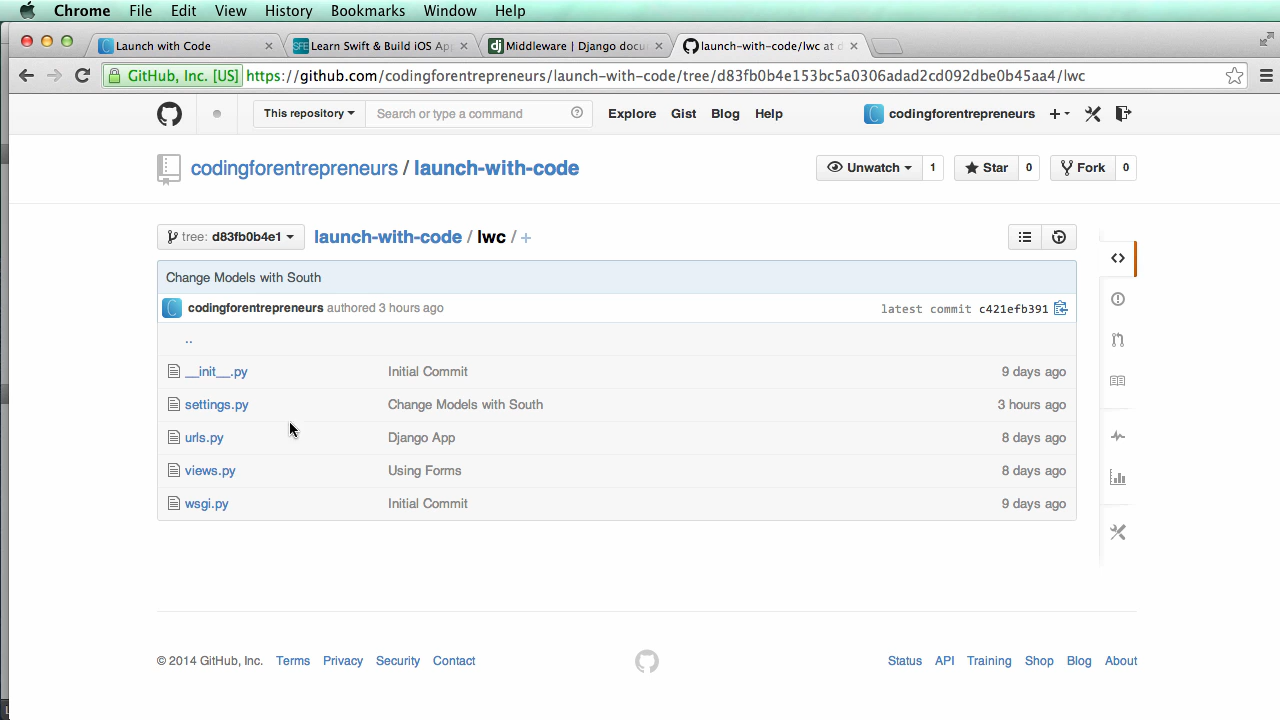 Chrome File Edit View History Bookmarks Window Help
Launch with Code
Learn Swift & Build iOS Ap
Middleware | Django docu
launch-with-code/lwc at d
GitHub, Inc. [US] https://github.com/codingforentrepreneurs/launch-with-code/tree/d83fb0b4e153bc5a0306adad2cd092dbe0b45aa4/lwc
This repository Search or type a command Explore Gist Blog Help codingforentrepreneurs
codingforentrepreneurs / launch-with-code Unwatch 1 Star 0 Fork 0
tree: d83fb0b4e1 launch-with-code / lwc / +
Change Models with South
codingforentrepreneurs authored 3 hours ago latest commit c421efb391
..
__init__.py Initial Commit 9 days ago
settings.py Change Models with South 3 hours ago
urls.py Django App 8 days ago
views.py Using Forms 8 days ago
wsgi.py Initial Commit 9 days ago
© 2014 GitHub, Inc. Terms Privacy Security Contact Status API Training Shop Blog About